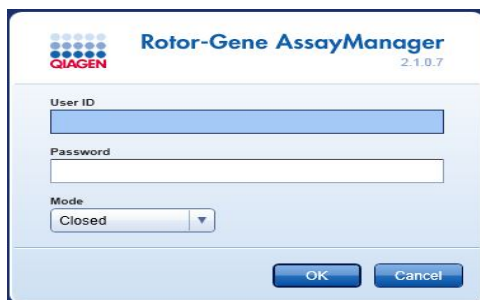 Rotor-Gene AssayManager
QIAGEN
2.1.0.7
User ID
Password
Mode
Closed
OK Cancel